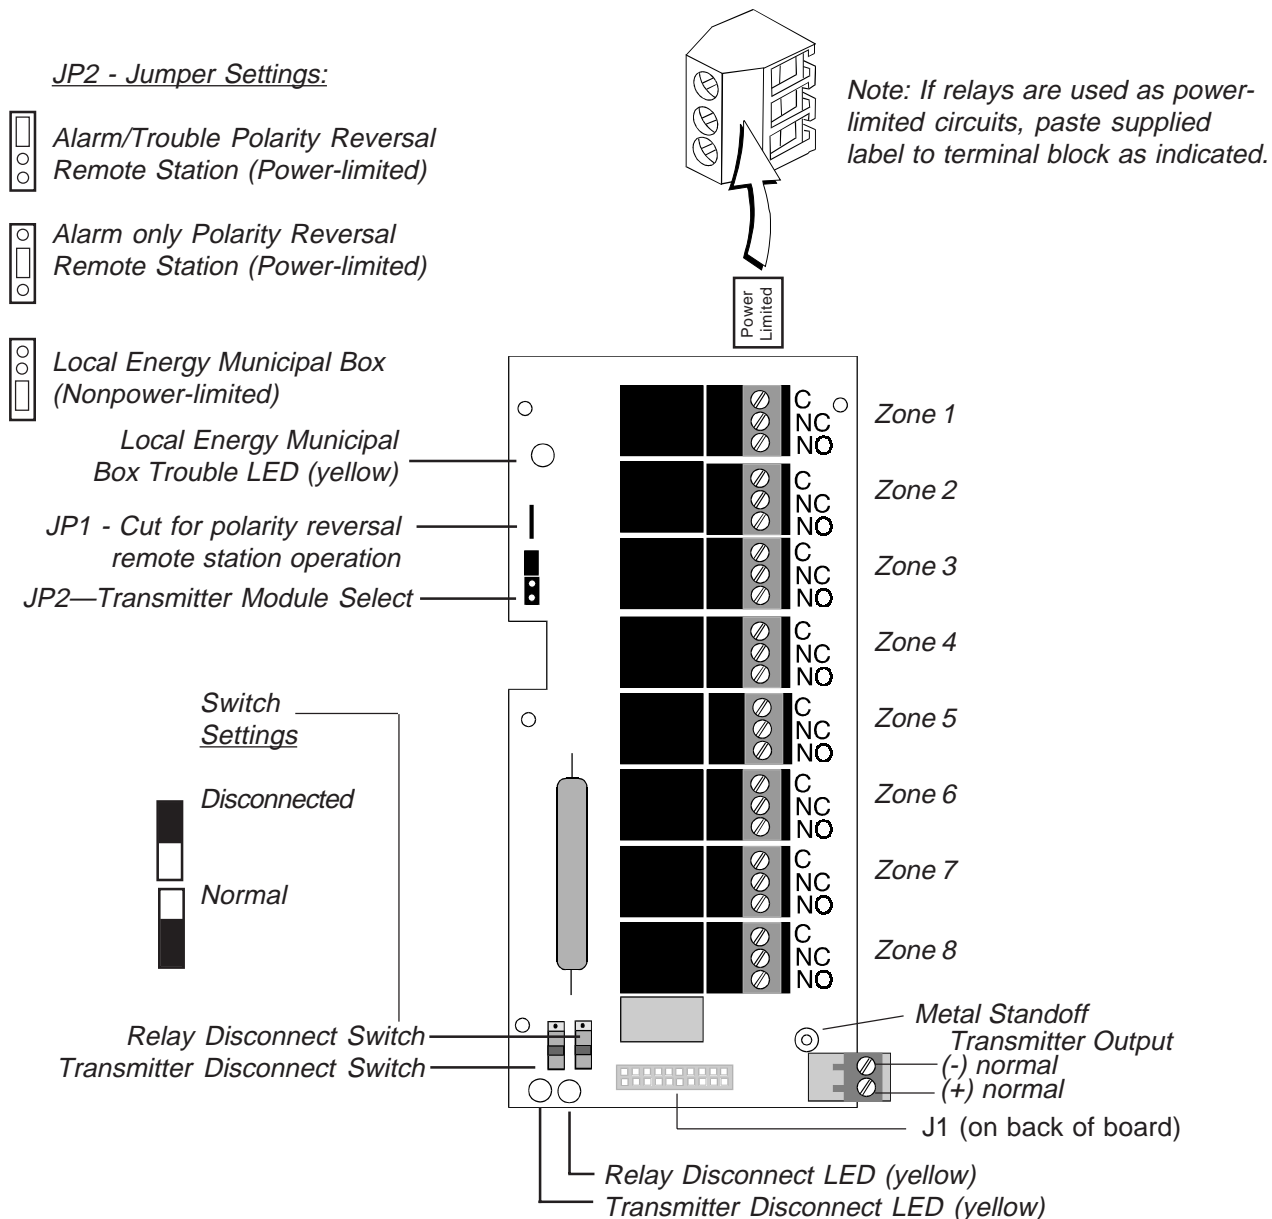 JP2 - Jumper Settings:
Alarm/Trouble Polarity Reversal
Remote Station (Power-limited)
Alarm only Polarity Reversal
Remote Station (Power-limited)
Local Energy Municipal Box
(Nonpower-limited)
Note: If relays are used as power-
limited circuits, paste supplied
label to terminal block as indicated.
Power
Limited
Local Energy Municipal
Box Trouble LED (yellow)
JP1 - Cut for polarity reversal
remote station operation
JP2—Transmitter Module Select
Switch
Settings
Disconnected
Normal
Relay Disconnect Switch
Transmitter Disconnect Switch
C
NC
NO
Zone 1
C
NC
NO
Zone 2
C
NC
NO
Zone 3
C
NC
NO
Zone 4
C
NC
NO
Zone 5
C
NC
NO
Zone 6
C
NC
NO
Zone 7
C
NC
NO
Zone 8
Metal Standoff
Transmitter Output
(-) normal
(+) normal
J1 (on back of board)
Relay Disconnect LED (yellow)
Transmitter Disconnect LED (yellow)